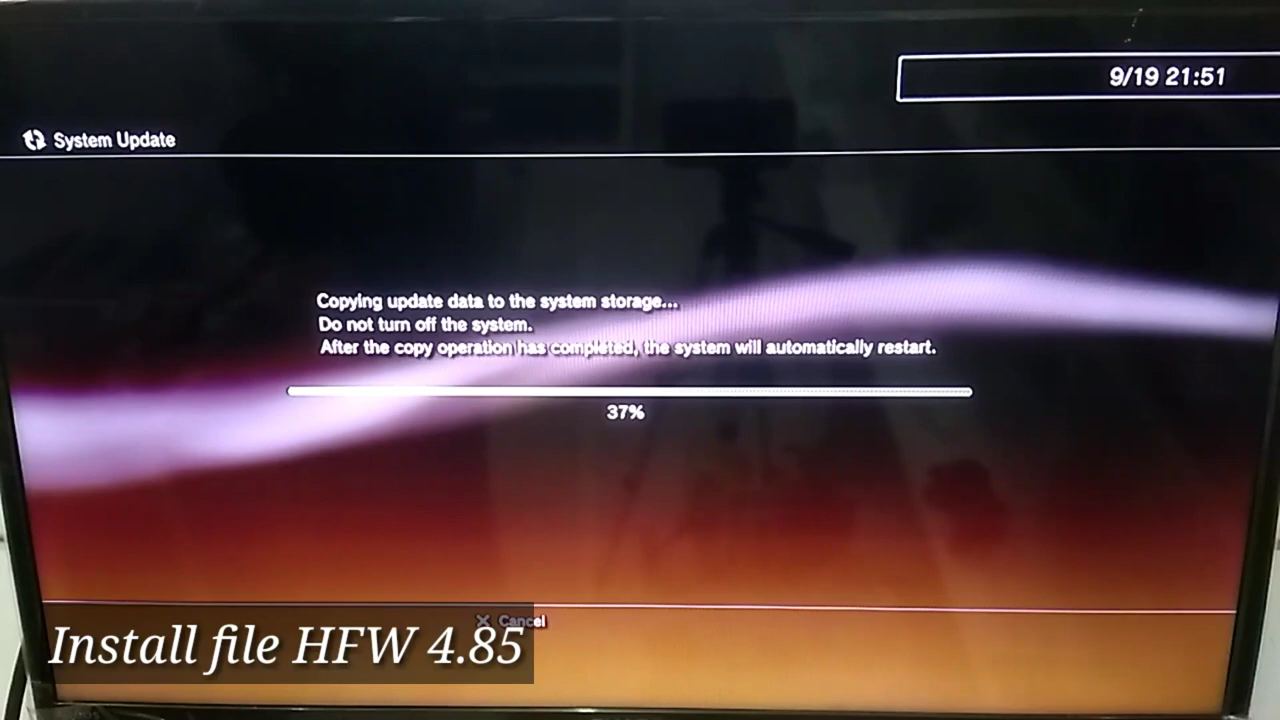 9/19 21:51
System Update
Copying update data to the system storage...
Do not turn off the system.
After the copy operation has completed, the system will automatically restart.
37%
Cancel
Install file HFW 4.85